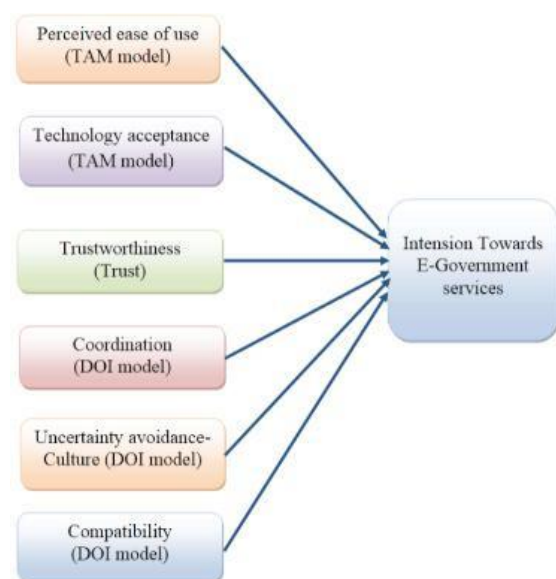 Perceived ease of use
(TAM model)
Technology acceptance
(TAM model)
Trustworthiness
(Trust)
Coordination
(DOI model)
Uncertainty avoidance-
Culture (DOI model)
Compatibility
(DOI model)
Intension Towards
E-Government
services